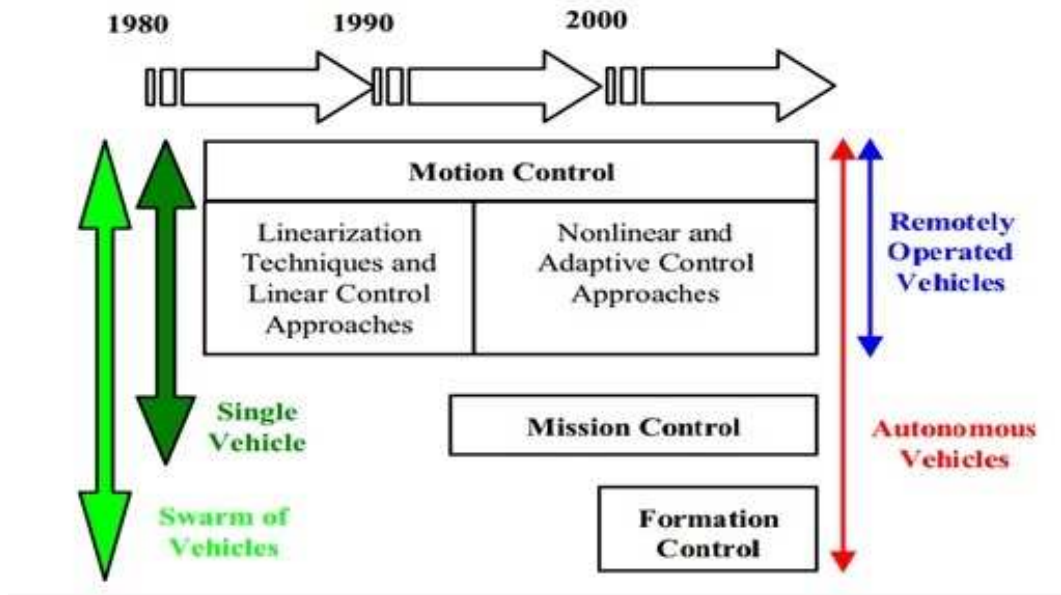 1980
1990
2000
Motion Control
Linearization
Techniques and
Linear Control
Approaches
Nonlinear and
Adaptive Control
Approaches
Remotely
Operated
Vehicles
Single
Vehicle
Mission Control
Autonomous
Vehicles
Swarm of
Vehicles
Formation
Control